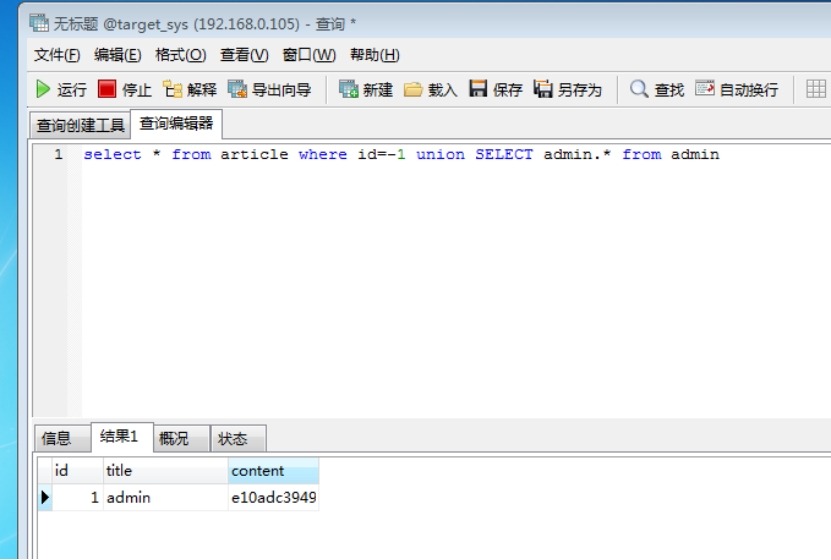 无标题 @target_sys (192.168.0.105) - 查询 *
文件(F) 编辑(E) 格式(O) 查看(V) 窗口(W) 帮助(H)
运行 停止 解释 导出向导 新建 载入 保存 另存为 查找 自动换行
查询创建工具 查询编辑器
1 select * from article where id=-1 union SELECT admin.* from admin
信息 结果1 概况 状态
id title content
1 admin e10adc3949